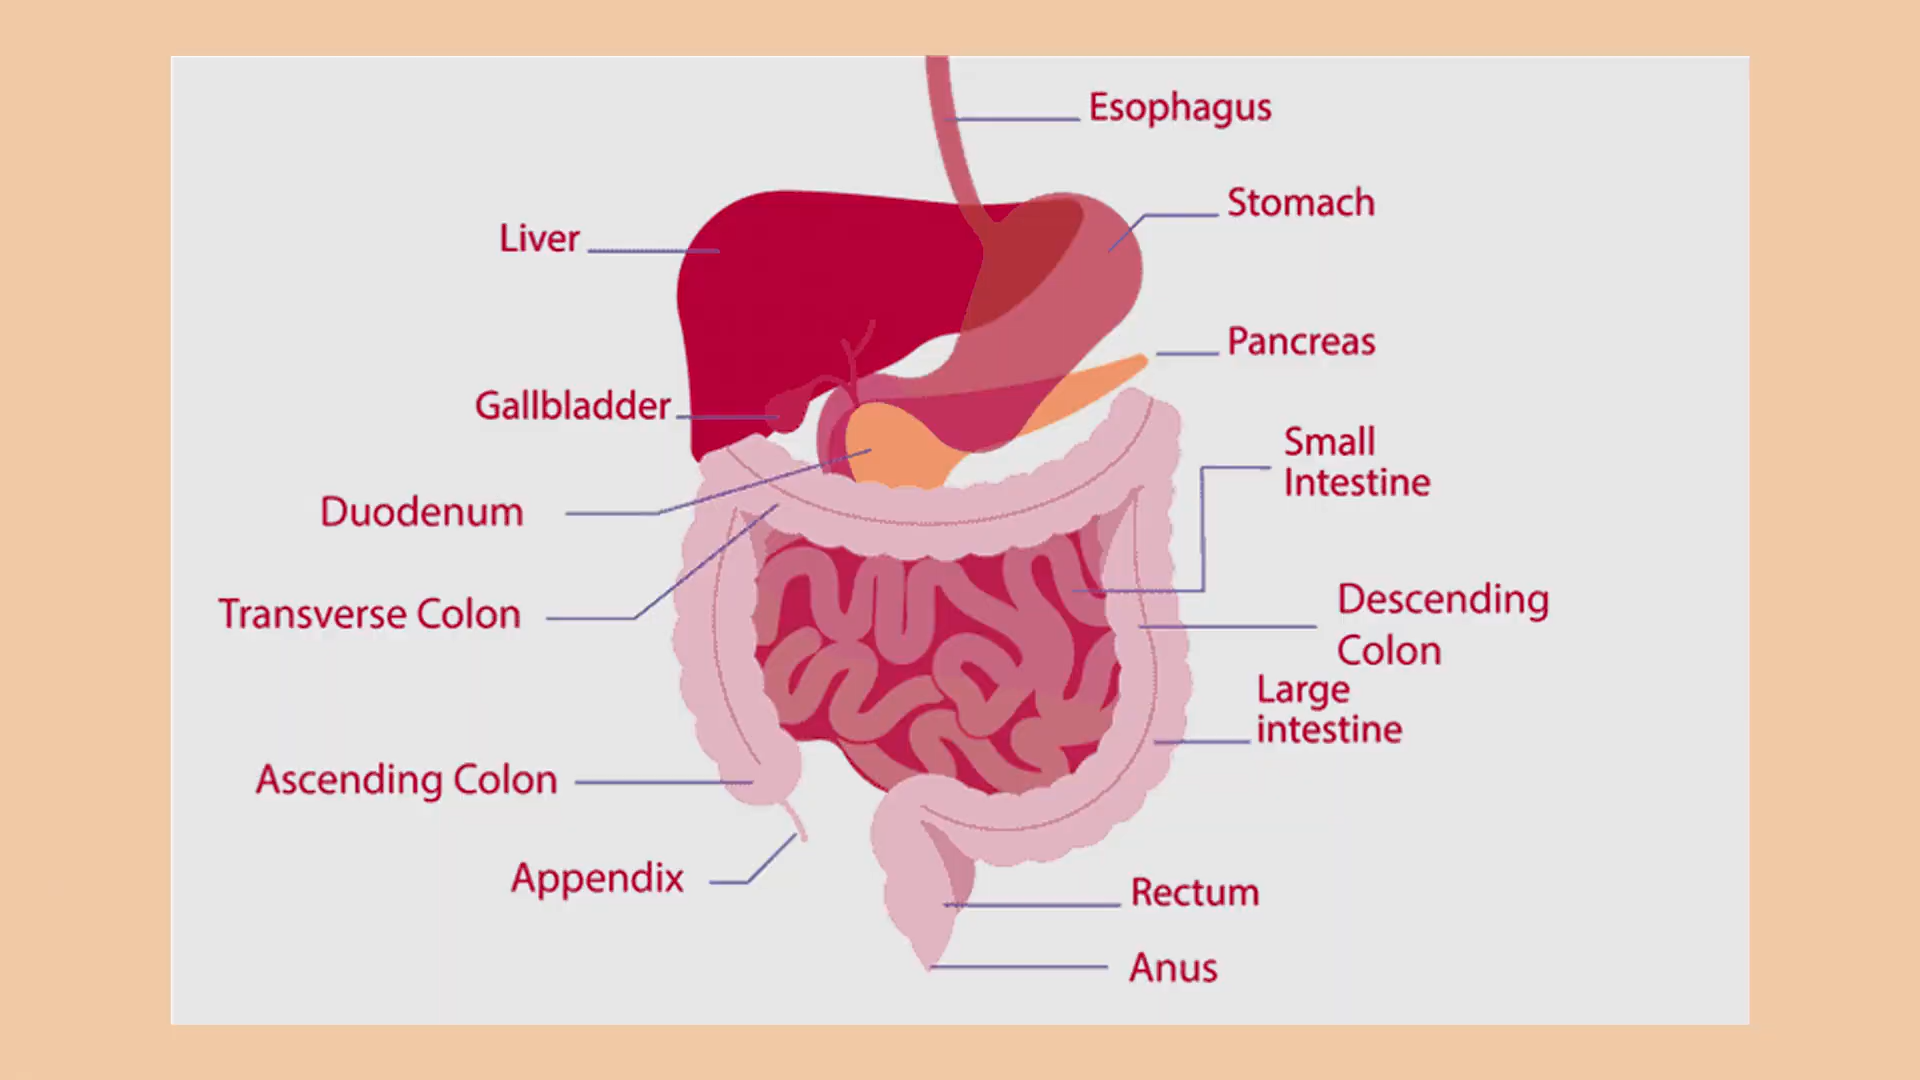 Esophagus
Stomach
Liver
Pancreas
Gallbladder
Small
Intestine
Duodenum
Descending
Colon
Transverse Colon
Large
intestine
Ascending Colon
Appendix
Rectum
Anus